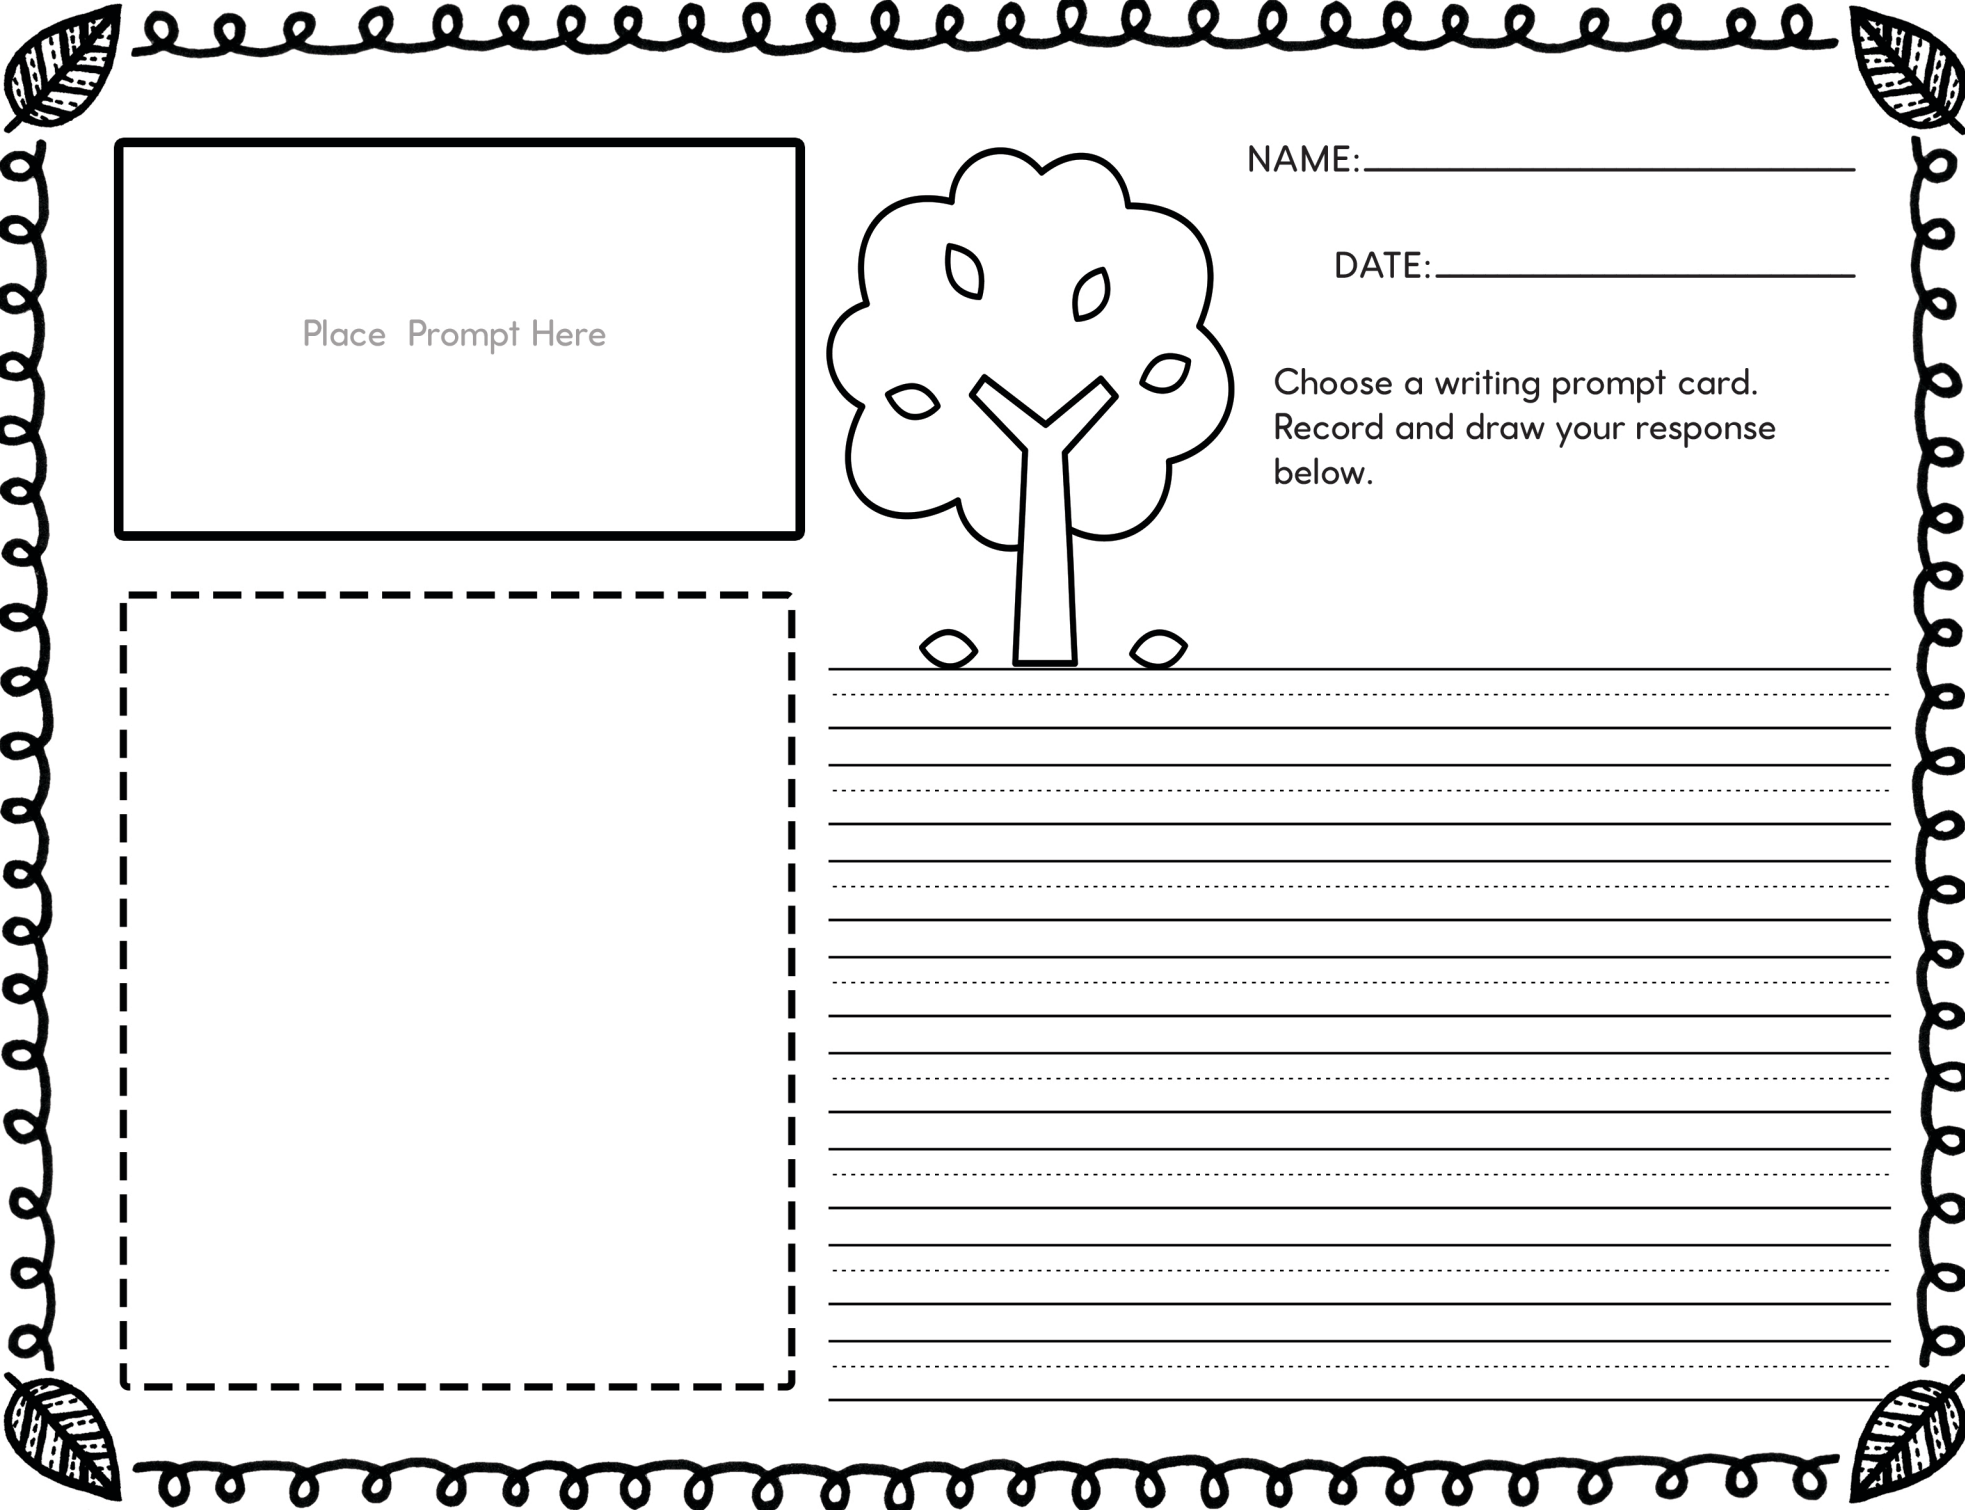 NAME:
DATE:
Place Prompt Here
Choose a writing prompt card.
Record and draw your response
below.